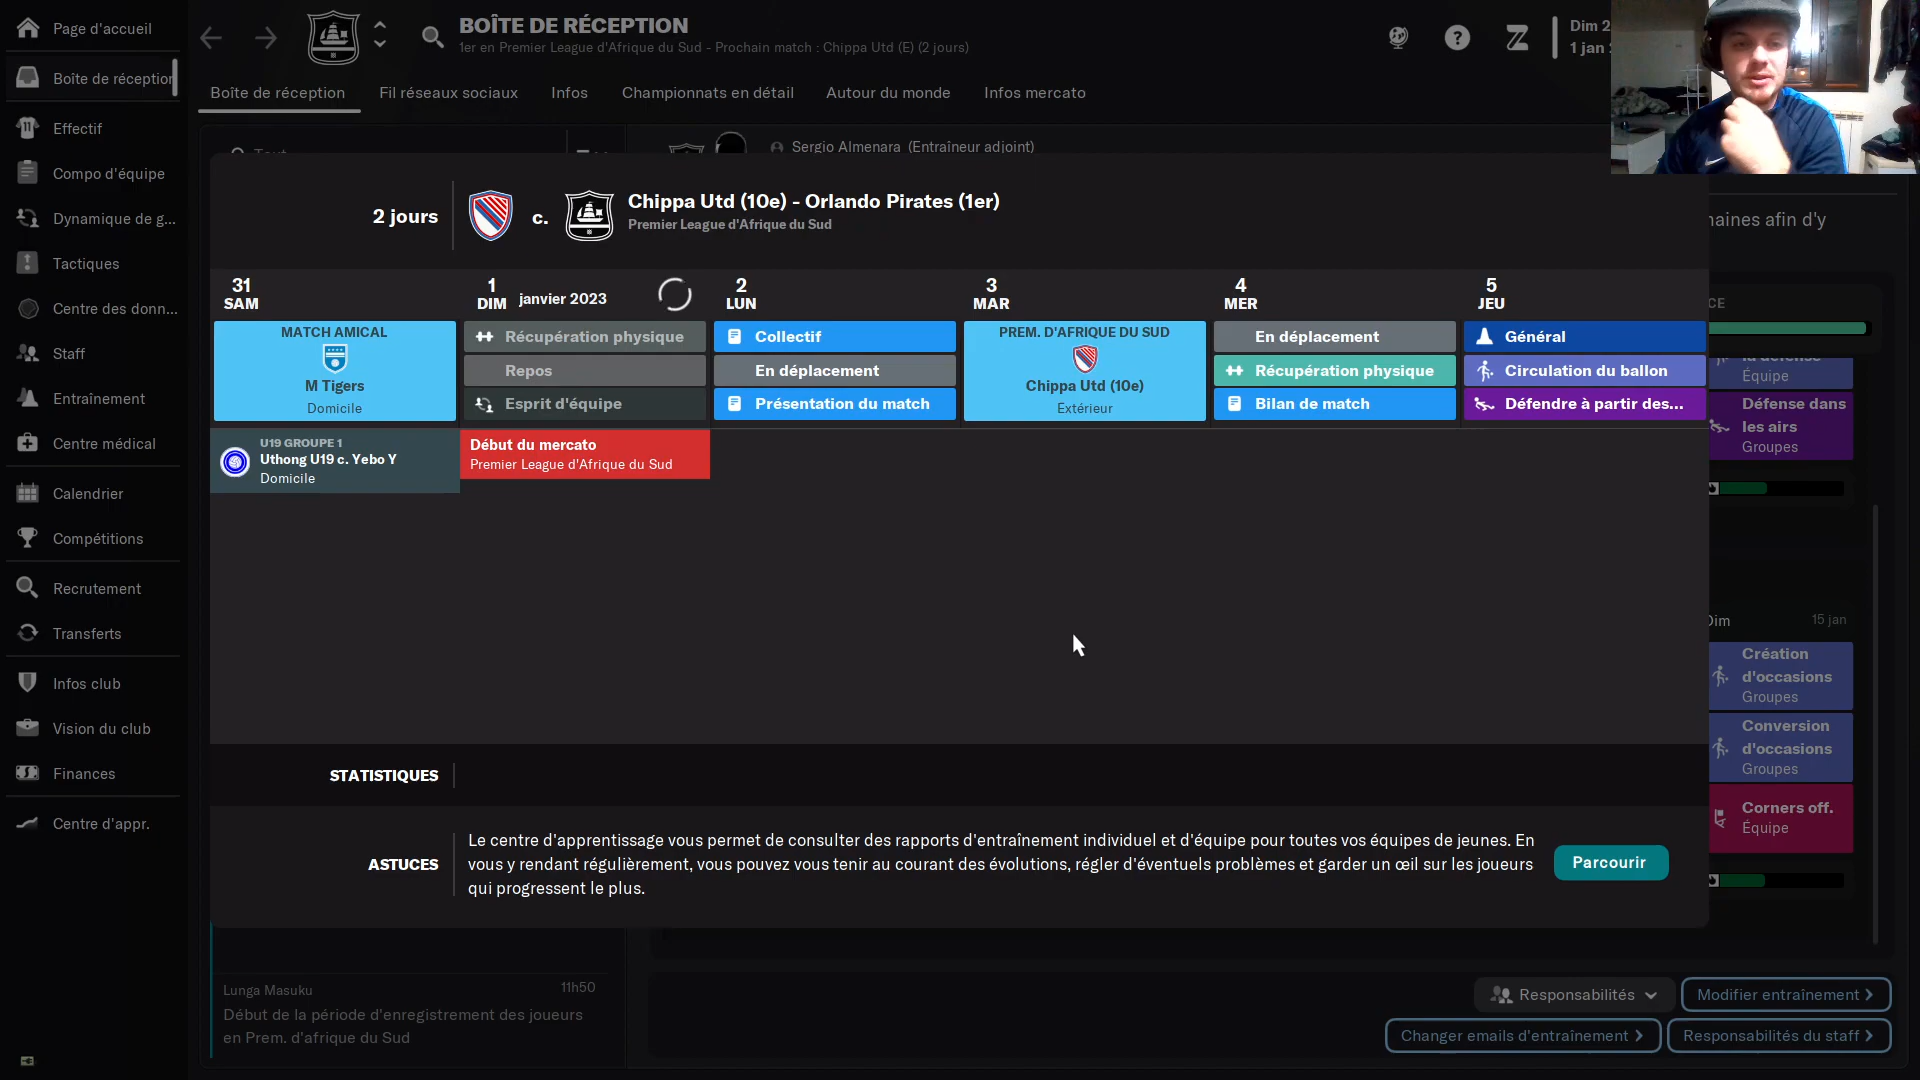 Page d'accueil
Boîte de réception
Effectif
Compo d'équipe
Dynamique de g...
Tactiques
Centre des donn...
Staff
Entraînement
Centre médical
Calendrier
Compétitions
Recrutement
Transferts
Infos club
Vision du club
Finances
Centre d'appr.
BOÎTE DE RÉCEPTION
1er en Premier League d'Afrique du Sud - Prochain match : Chippa Utd (E) (2 jours)
Dim 2
1 jan
Boîte de réception
Fil réseaux sociaux
Infos
Championnats en détail
Autour du monde
Infos mercato
Sergio Almenara (Entraîneur adjoint)
2 jours
c.
Chippa Utd (10e) - Orlando Pirates (1er)
Premier League d'Afrique du Sud
naines afin d'y
31
SAM
1
DIM janvier 2023
2
LUN
3
MAR
4
MER
5
JEU
MATCH AMICAL
M Tigers
Domicile
Récupération physique
Repos
Esprit d'équipe
Collectif
En déplacement
Présentation du match
PREM. D'AFRIQUE DU SUD
Chippa Utd (10e)
Extérieur
En déplacement
Récupération physique
Bilan de match
Général
Circulation du ballon
Défendre à partir des...
U19 GROUPE 1
Uthong U19 c. Yebo Y
Domicile
Début du mercato
Premier League d'Afrique du Sud
CE
la défense
Équipe
Défense dans
les airs
Groupes
Dim
15 jan
Création
d'occasions
Groupes
Conversion
d'occasions
Groupes
Corners off.
Équipe
STATISTIQUES
ASTUCES
Le centre d'apprentissage vous permet de consulter des rapports d'entraînement individuel et d'équipe pour toutes vos équipes de jeunes. En
vous y rendant régulièrement, vous pouvez vous tenir au courant des évolutions, régler d'éventuels problèmes et garder un œil sur les joueurs
qui progressent le plus.
Parcourir
Lunga Masuku
11h50
Début de la période d'enregistrement des joueurs
en Prem. d'afrique du Sud
Responsabilités
Modifier entraînement
Changer emails d'entraînement
Responsabilités du staff